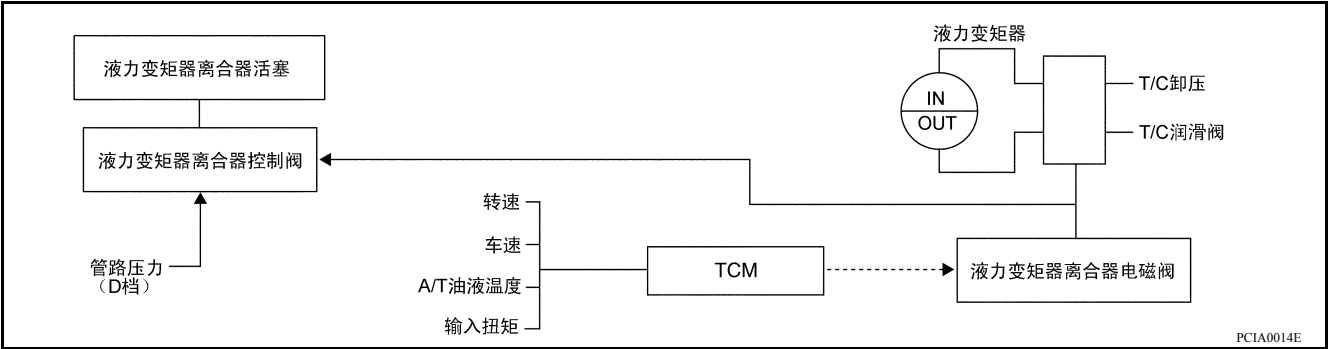 液力变矩器离合器活塞
液力变矩器离合器控制阀
管路压力
（D档）
转速
车速
A/T油液温度
输入扭矩
TCM
液力变矩器
IN
OUT
T/C卸压
T/C润滑阀
液力变矩器离合器电磁阀
PCIA0014E